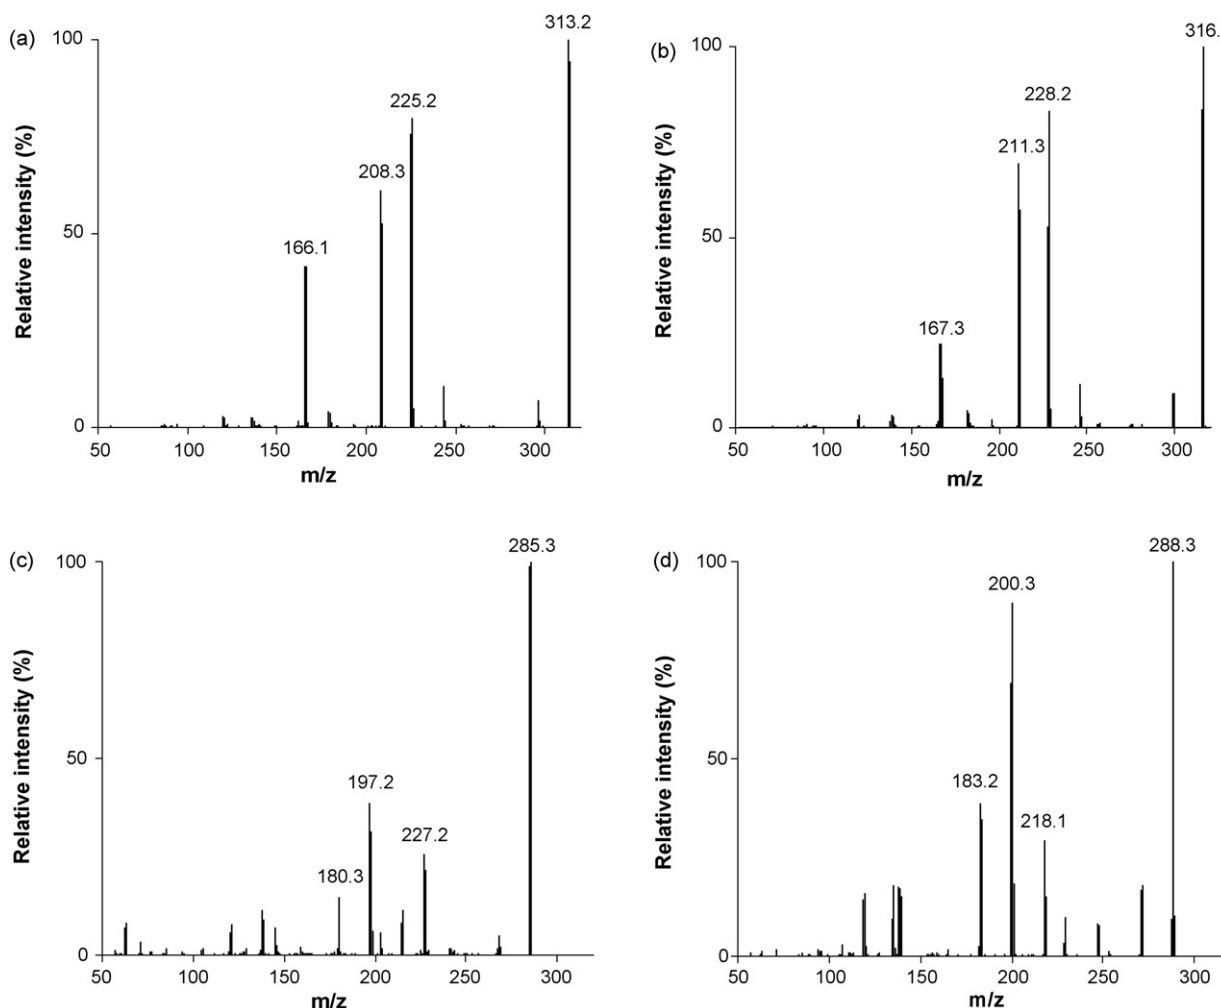 (a)
100
50
0
Relative intensity (%)
313.2
225.2
208.3
166.1
50 100 150 200 250 300
m/z
(b)
100
50
0
Relative intensity (%)
316.
228.2
211.3
167.3
50 100 150 200 250 300
m/z
(c)
100
50
0
Relative intensity (%)
285.3
197.2
227.2
180.3
50 100 150 200 250 300
m/z
(d)
100
50
0
Relative intensity (%)
288.3
200.3
183.2
218.1
50 100 150 200 250 300
m/z